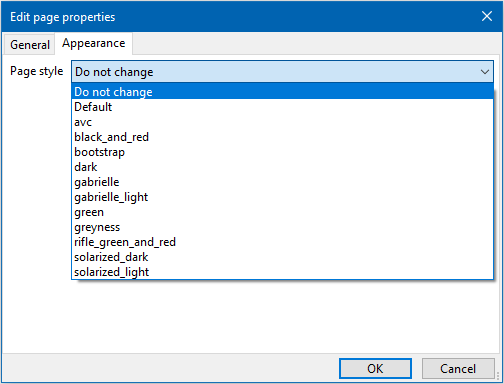 Edit page properties
General Appearance
Page style Do not change
Do not change
Default
avc
black_and_red
bootstrap
dark
gabrielle
gabrielle_light
green
greyness
rifle_green_and_red
solarized_dark
solarized_light
OK Cancel